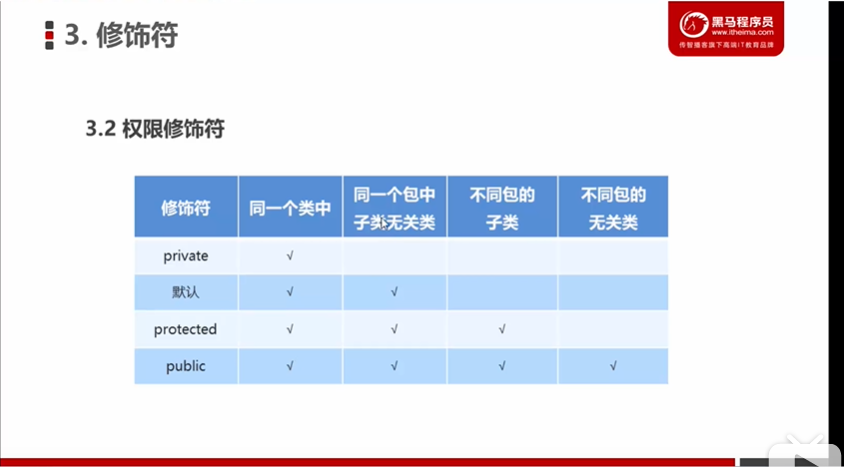 3. 修饰符
黑马程序员
www.itheima.com
传智播客旗下高端IT教育品牌
3.2 权限修饰符
修饰符 同一个类中 同一个包中 不同包的 不同包的
子类无关类 子类 无关类
private √
默认 √ √
protected √ √ √
public √ √ √ √